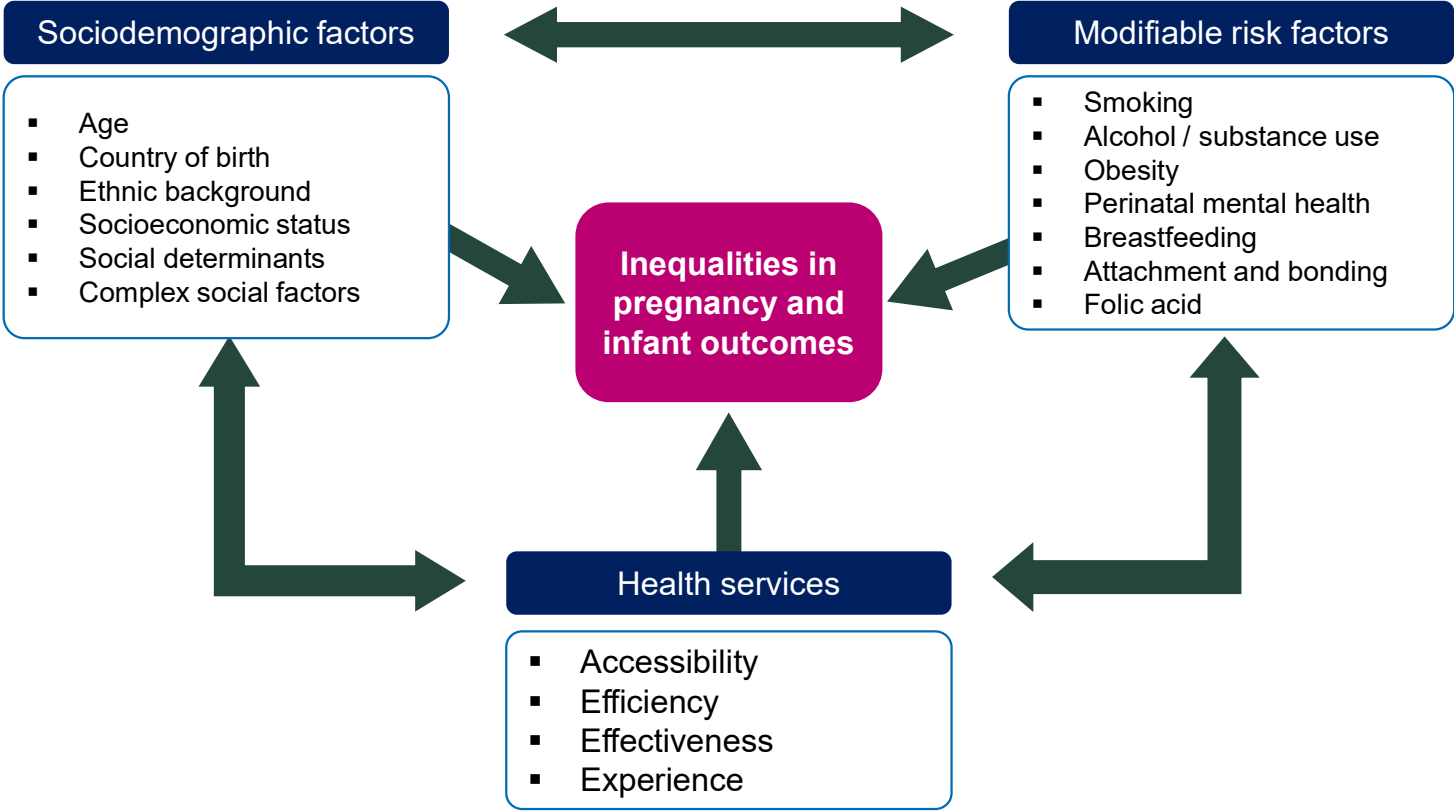 Sociodemographic factors
Modifiable risk factors
▪ Age
▪ Country of birth
▪ Ethnic background
▪ Socioeconomic status
▪ Social determinants
▪ Complex social factors
▪ Smoking
▪ Alcohol / substance use
▪ Obesity
▪ Perinatal mental health
▪ Breastfeeding
▪ Attachment and bonding
▪ Folic acid
Inequalities in
pregnancy and
infant outcomes
Health services
▪ Accessibility
▪ Efficiency
▪ Effectiveness
▪ Experience